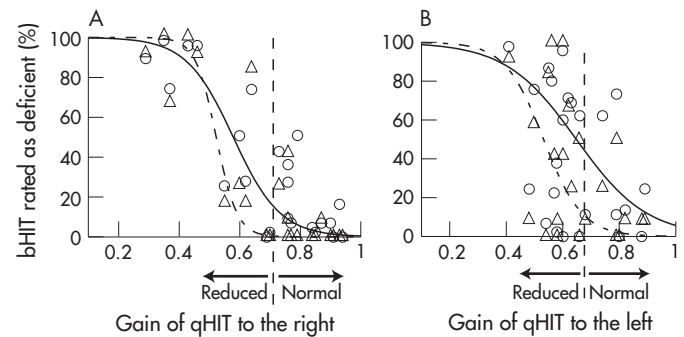 A
B
bHIT rated as deficient (%)
100
80
60
40
20
0
0.2
0.4
0.6
0.8
1
Reduced
Normal
Gain of qHIT to the right
100
80
60
40
20
0
0.2
0.4
0.6
0.8
1
Reduced
Normal
Gain of qHIT to the left